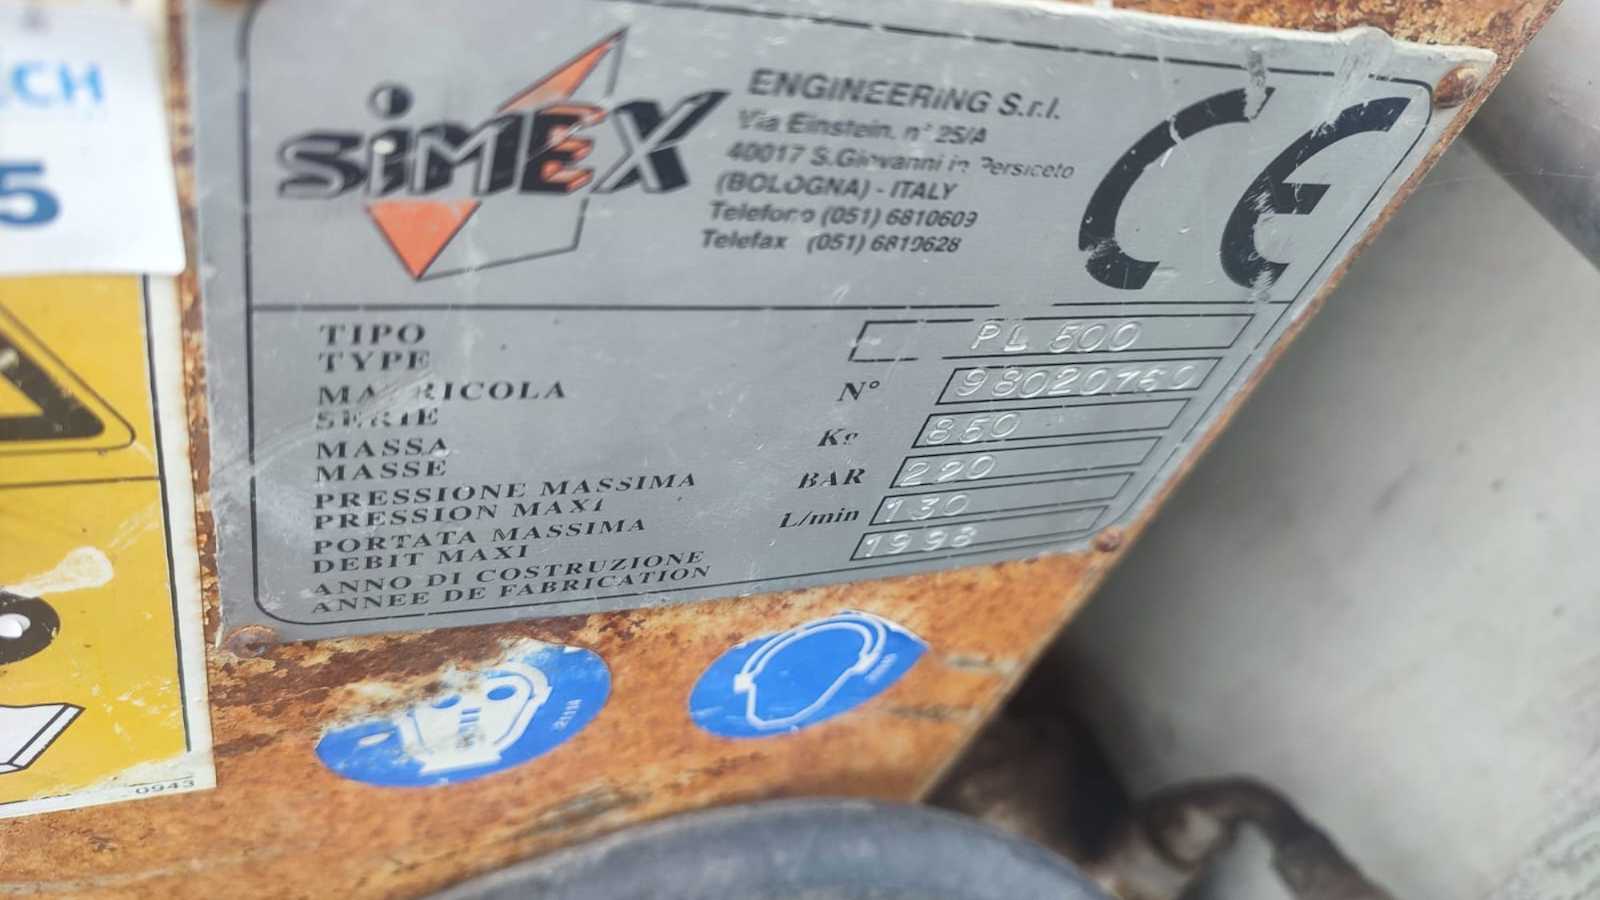 CH
5
SIMEX
ENGINEERING S.r.l.
Via Einstein, n° 25/A
40017 S.Giovanni in Persiceto
(BOLOGNA) - ITALY
Telefono (051) 6810609
Telefax (051) 6810628
CE
TIPO
TYPE
PL 500
MATRICOLA
SERIE
N°
98020760
MASSA
MASSE
Kg
850
PRESSIONE MASSIMA
PRESSION MAXI
BAR
220
PORTATA MASSIMA
DEBIT MAXI
L/min
130
ANNO DI COSTRUZIONE
ANNEE DE FABRICATION
1998
21114
0943